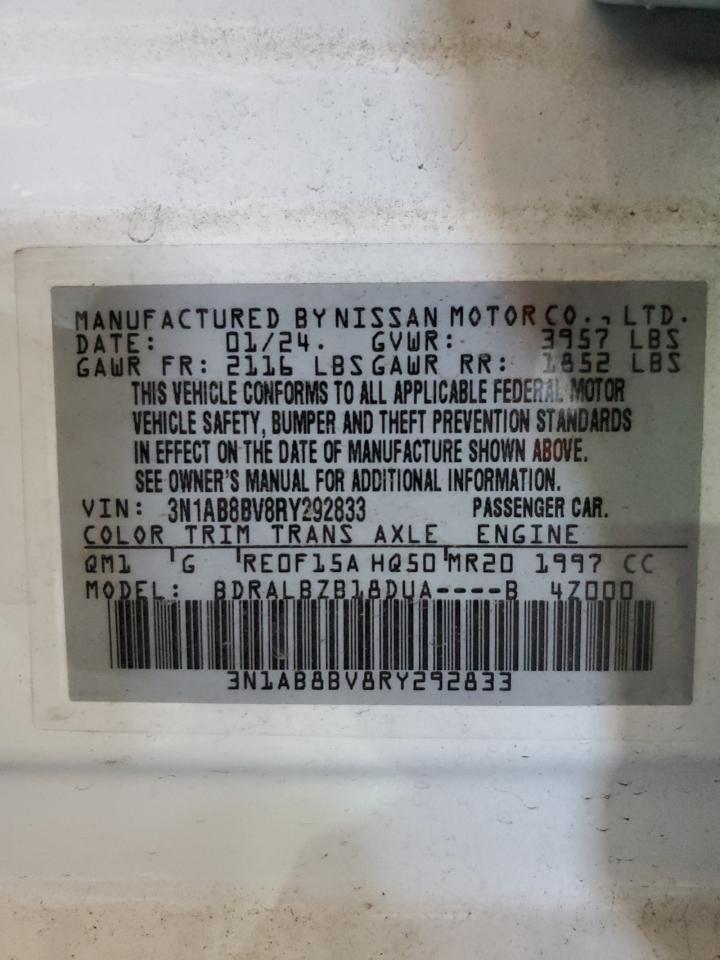 MANUFACTURED BY NISSAN MOTOR CO., LTD.
DATE: 01/24. GVWR: 3957 LBS
GAWR FR: 2116 LBS GAWR RR: 1852 LBS
THIS VEHICLE CONFORMS TO ALL APPLICABLE FEDERAL MOTOR
VEHICLE SAFETY, BUMPER AND THEFT PREVENTION STANDARDS
IN EFFECT ON THE DATE OF MANUFACTURE SHOWN ABOVE.
SEE OWNER'S MANUAL FOR ADDITIONAL INFORMATION.
VIN: 3N1AB8BV8RY292833 PASSENGER CAR.
COLOR TRIM TRANS AXLE ENGINE
QM1 G RE0F15A HQ50 MR20 1997 CC
MODEL: BDRALBZB18DUA----B 4Z000
3N1AB8BV8RY292833